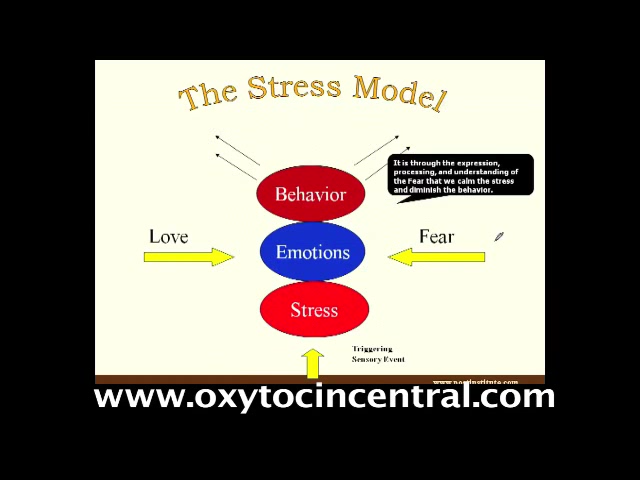 The Stress Model
It is through the expression,
processing, and understanding of
the Fear that we calm the stress
and diminish the behavior.
Behavior
Love
Emotions
Fear
Stress
Triggering
Sensory Event
www.oxytocincentral.com